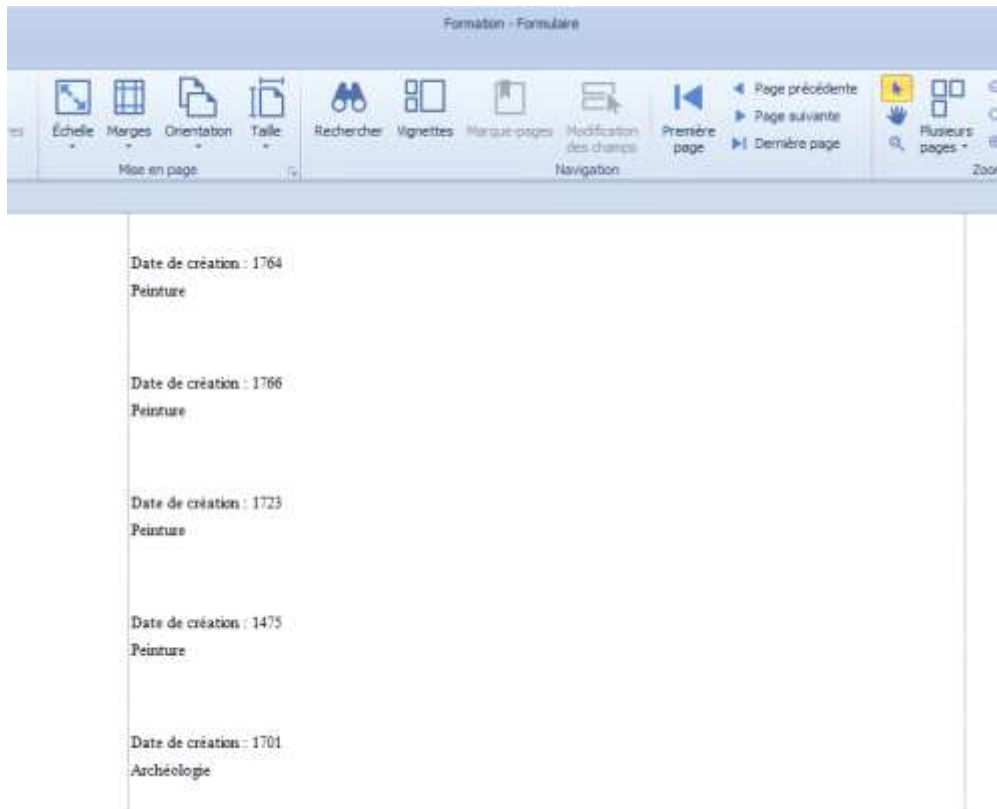 Formation - Formulaire
Échelle
Marges
Orientation
Taille
Rechercher
Vignettes
Marque-pages
Modification
des champs
Première
page
Page précédente
Page suivante
Dernière page
Plusieurs
pages
Mise en page
Navigation
Date de création : 1764
Peinture
Date de création : 1766
Peinture
Date de création : 1723
Peinture
Date de création : 1475
Peinture
Date de création : 1701
Archéologie